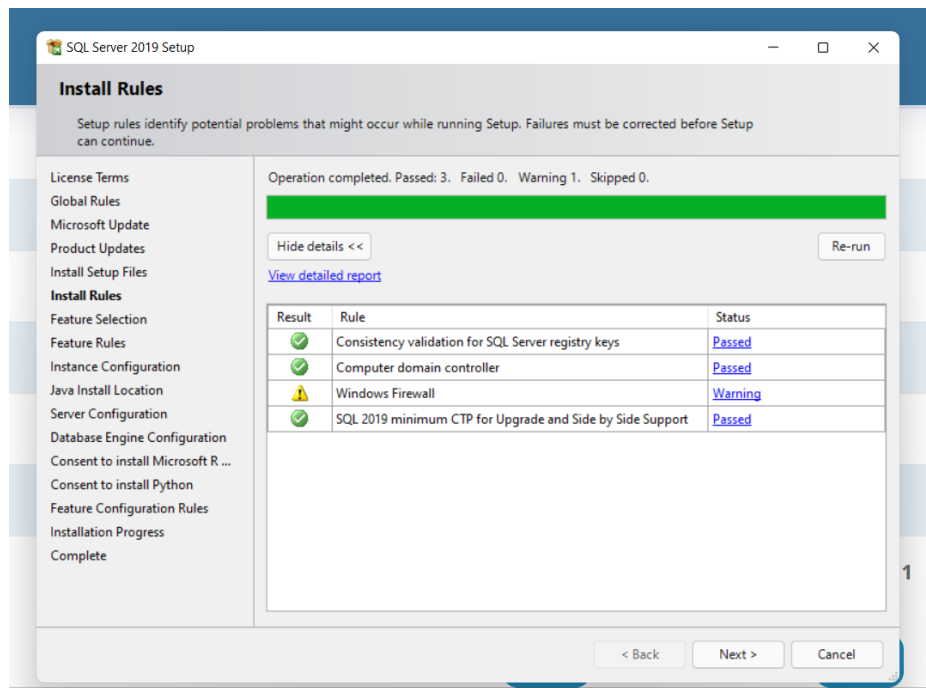 SQL Server 2019 Setup
Install Rules
Setup rules identify potential problems that might occur while running Setup. Failures must be corrected before Setup
can continue.
License Terms
Global Rules
Microsoft Update
Product Updates
Install Setup Files
Install Rules
Feature Selection
Feature Rules
Instance Configuration
Java Install Location
Server Configuration
Database Engine Configuration
Consent to install Microsoft R ...
Consent to install Python
Feature Configuration Rules
Installation Progress
Complete
Operation completed. Passed: 3. Failed 0. Warning 1. Skipped 0.
Hide details <<
Re-run
View detailed report
Result Rule Status
Consistency validation for SQL Server registry keys Passed
Computer domain controller Passed
Windows Firewall Warning
SQL 2019 minimum CTP for Upgrade and Side by Side Support Passed
1
< Back Next > Cancel